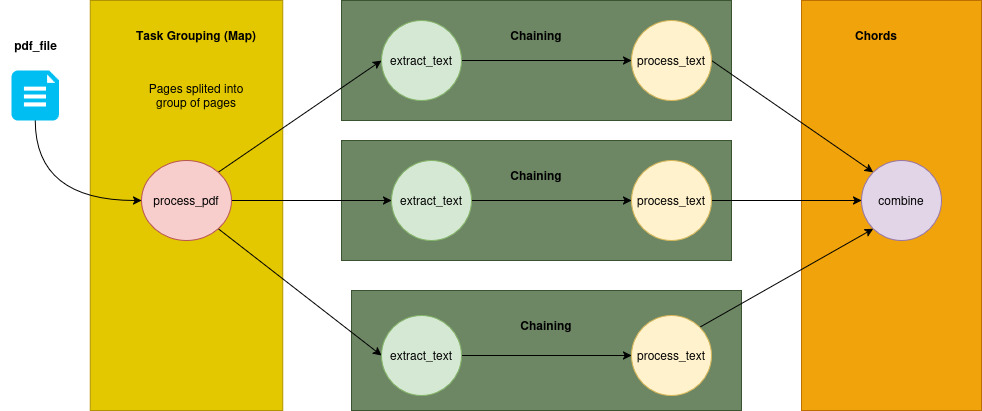 pdf_file
Task Grouping (Map)
Pages splited into
group of pages
process_pdf
Chaining
extract_text
process_text
Chaining
extract_text
process_text
Chaining
extract_text
process_text
Chords
combine